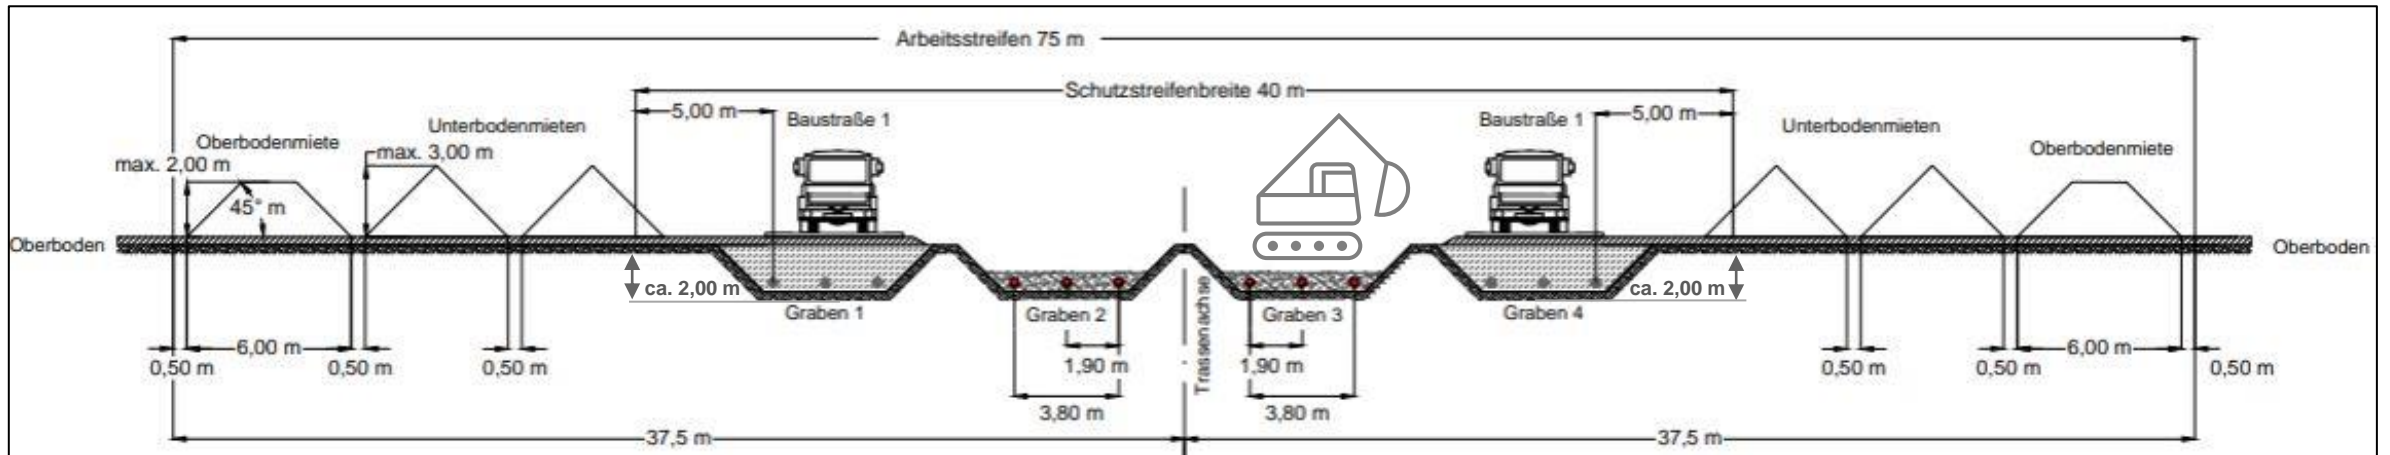 Arbeitsstreifen 75 m
Schutzstreifenbreite 40 m
5,00 m
Baustraße 1
Baustraße 1
5,00 m
Unterbodenmieten
Unterbodenmieten
Oberbodenmiete
Oberbodenmiete
max. 3,00 m
max. 2,00 m
45° m
Oberboden
Oberboden
ca. 2,00 m
ca. 2,00 m
Graben 1
Graben 2
Graben 3
Graben 4
Trassenachse
6,00 m
6,00 m
0,50 m
0,50 m
0,50 m
1,90 m
1,90 m
0,50 m
0,50 m
0,50 m
3,80 m
3,80 m
37,5 m
37,5 m